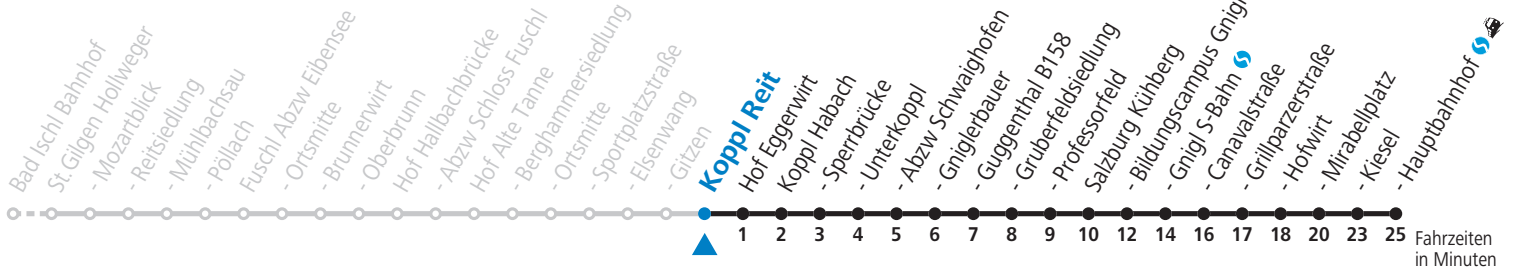 Bad Ischl Bahnhof
St.Gilgen Hollweger
- Mozartblick
- Reitsiedlung
- Mühlbachsau
- Pöllach
Fuschl Abzw Eibensee
- Ortsmitte
- Brunnerwirt
- Oberbrunn
Hof Hallbachbrücke
- Abzw Schloss Fuschl
Hof Alte Tanne
- Berghammersiedlung
- Ortsmitte
- Sportplatzstraße
- Elsenwang
- Gitzen
Koppl Reit
Hof Eggerwirt
Koppl Habach
- Sperrbrücke
- Unterkoppl
- Abzw Schwaighofen
- Gniglerbauer
- Guggenthal B158
- Gruberfeldsiedlung
- Professorfeld
Salzburg Kühberg
- Bildungscampus Gnigl
- Gnigl S-Bahn
- Canavalstraße
- Grillparzerstraße
- Hofwirt
- Mirabellplatz
- Kiesel
- Hauptbahnhof
1 2 3 4 5 6 7 8 9 10 12 14 16 17 18 20 23 25 Fahrzeiten
in Minuten